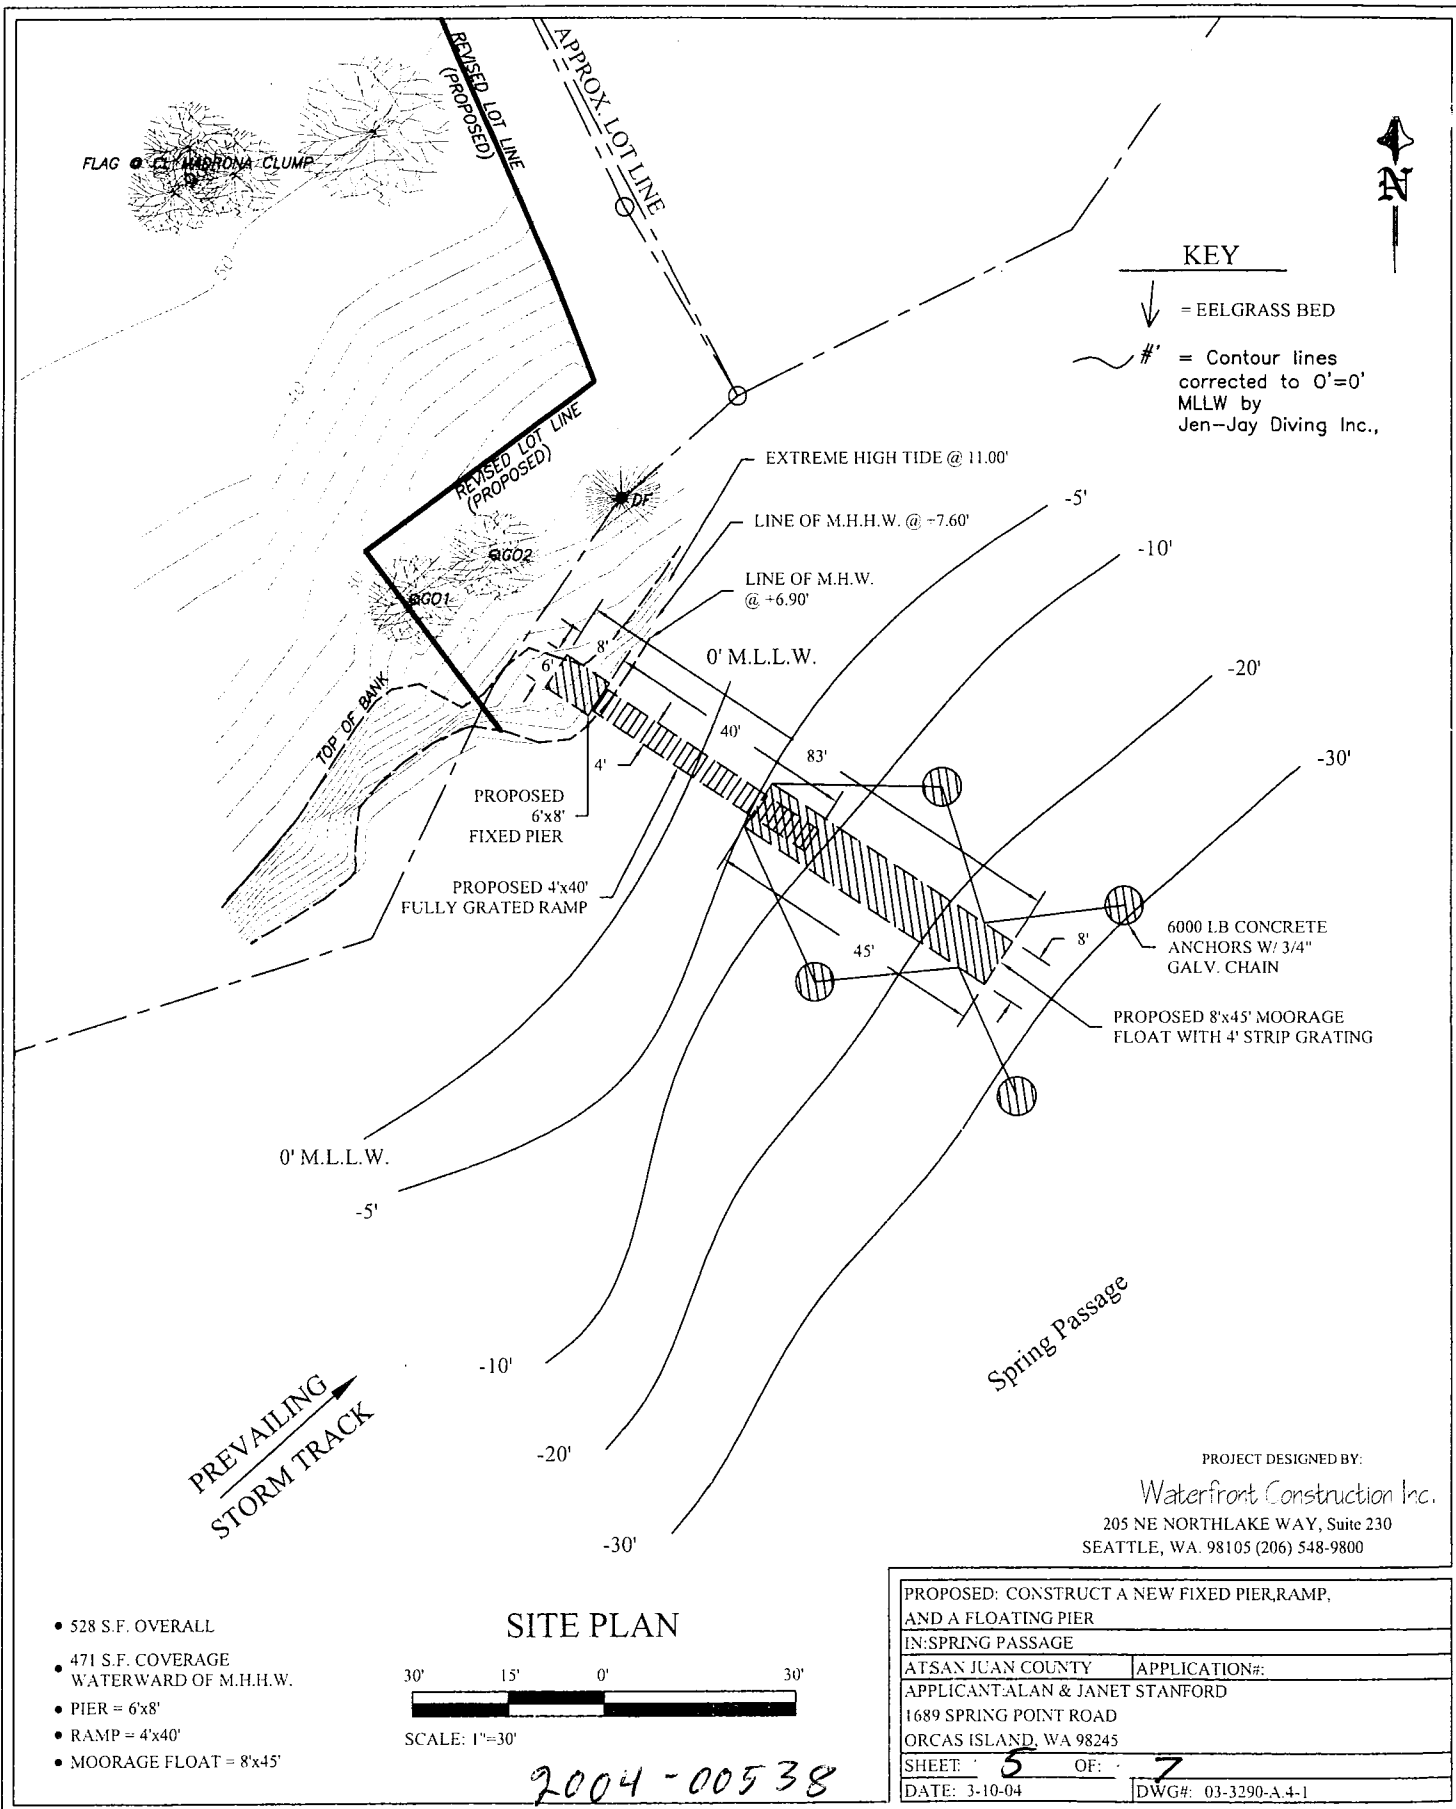 REVISED LOT LINE
(PROPOSED)
APPROX. LOT LINE
FLAG @ CL MADRONA CLUMP
50
40
N
KEY
= EELGRASS BED
#' = Contour lines
corrected to 0'=0'
MLLW by
Jen-Jay Diving Inc.,
REVISED LOT LINE
(PROPOSED)
DF
GO2
GO1
EXTREME HIGH TIDE @ 11.00'
LINE OF M.H.H.W. @ +7.60'
LINE OF M.H.W.
@ +6.90'
0' M.L.L.W.
-5'
-10'
-20'
-30'
TOP OF BANK
6'
8'
40'
83'
4'
45'
8'
PROPOSED
6'x8'
FIXED PIER
PROPOSED 4'x40'
FULLY GRATED RAMP
6000 LB CONCRETE
ANCHORS W/ 3/4"
GALV. CHAIN
PROPOSED 8'x45' MOORAGE
FLOAT WITH 4' STRIP GRATING
0' M.L.L.W.
-5'
-10'
-20'
-30'
Spring Passage
PREVAILING
STORM TRACK
PROJECT DESIGNED BY:
Waterfront Construction Inc.
205 NE NORTHLAKE WAY, Suite 230
SEATTLE, WA. 98105 (206) 548-9800
• 528 S.F. OVERALL
• 471 S.F. COVERAGE
WATERWARD OF M.H.H.W.
• PIER = 6'x8'
• RAMP = 4'x40'
• MOORAGE FLOAT = 8'x45'
SITE PLAN
30' 15' 0' 30'
SCALE: 1"=30'
2004-00538
PROPOSED: CONSTRUCT A NEW FIXED PIER,RAMP,
AND A FLOATING PIER
IN:SPRING PASSAGE
ATSAN JUAN COUNTY APPLICATION#:
APPLICANT:ALAN & JANET STANFORD
1689 SPRING POINT ROAD
ORCAS ISLAND, WA 98245
SHEET: 5 OF: 7
DATE: 3-10-04 DWG#: 03-3290-A.4-1